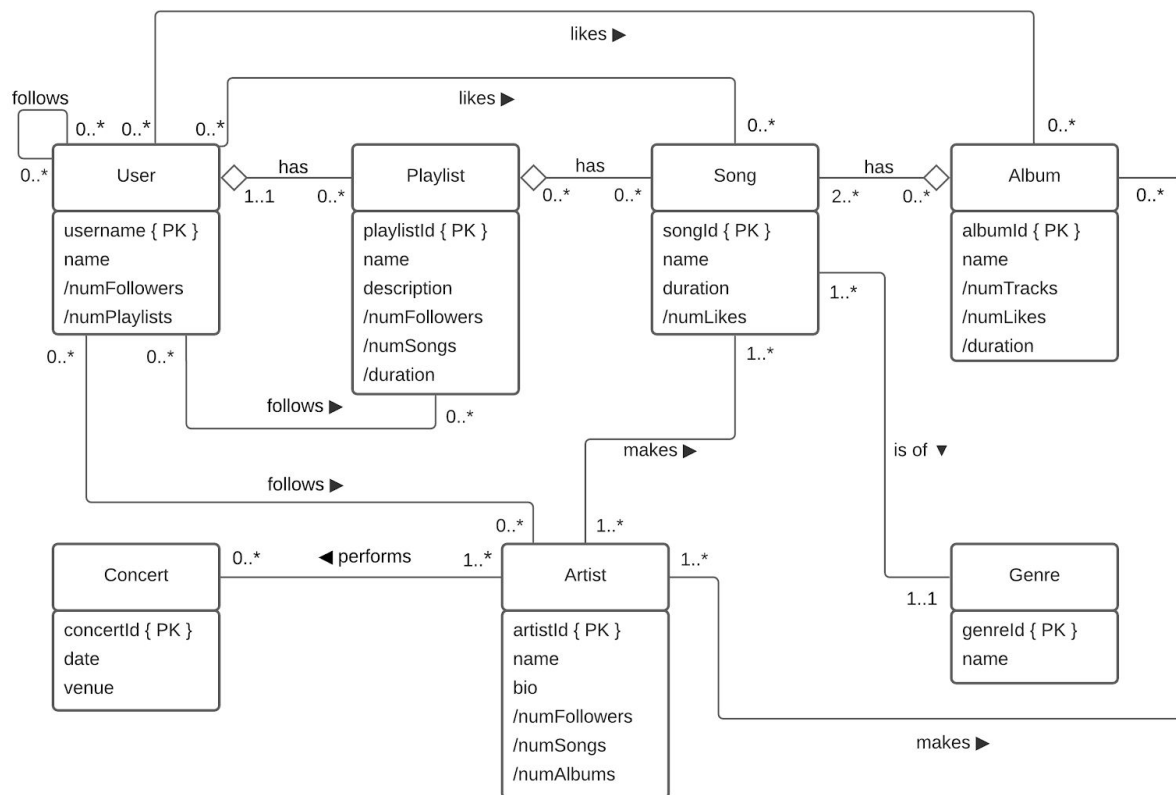 likes ▶
likes ▶
follows
0..* 0..* 0..* 0..* 0..*
0..*
User
has
Playlist
has
Song
has
Album
1..1 0..* 0..* 0..* 2..* 0..* 0..*
username { PK }
name
/numFollowers
/numPlaylists
playlistId { PK }
name
description
/numFollowers
/numSongs
/duration
songId { PK }
name
duration
/numLikes
albumId { PK }
name
/numTracks
/numLikes
/duration
1..*
0..* 0..* 1..*
follows ▶ 0..*
makes ▶ is of ▼
follows ▶
0..* 1..*
0..* ◀ performs 1..* 1..*
Concert
Artist
Genre
1..1
concertId { PK }
date
venue
artistId { PK }
name
bio
/numFollowers
/numSongs
/numAlbums
genreId { PK }
name
makes ▶